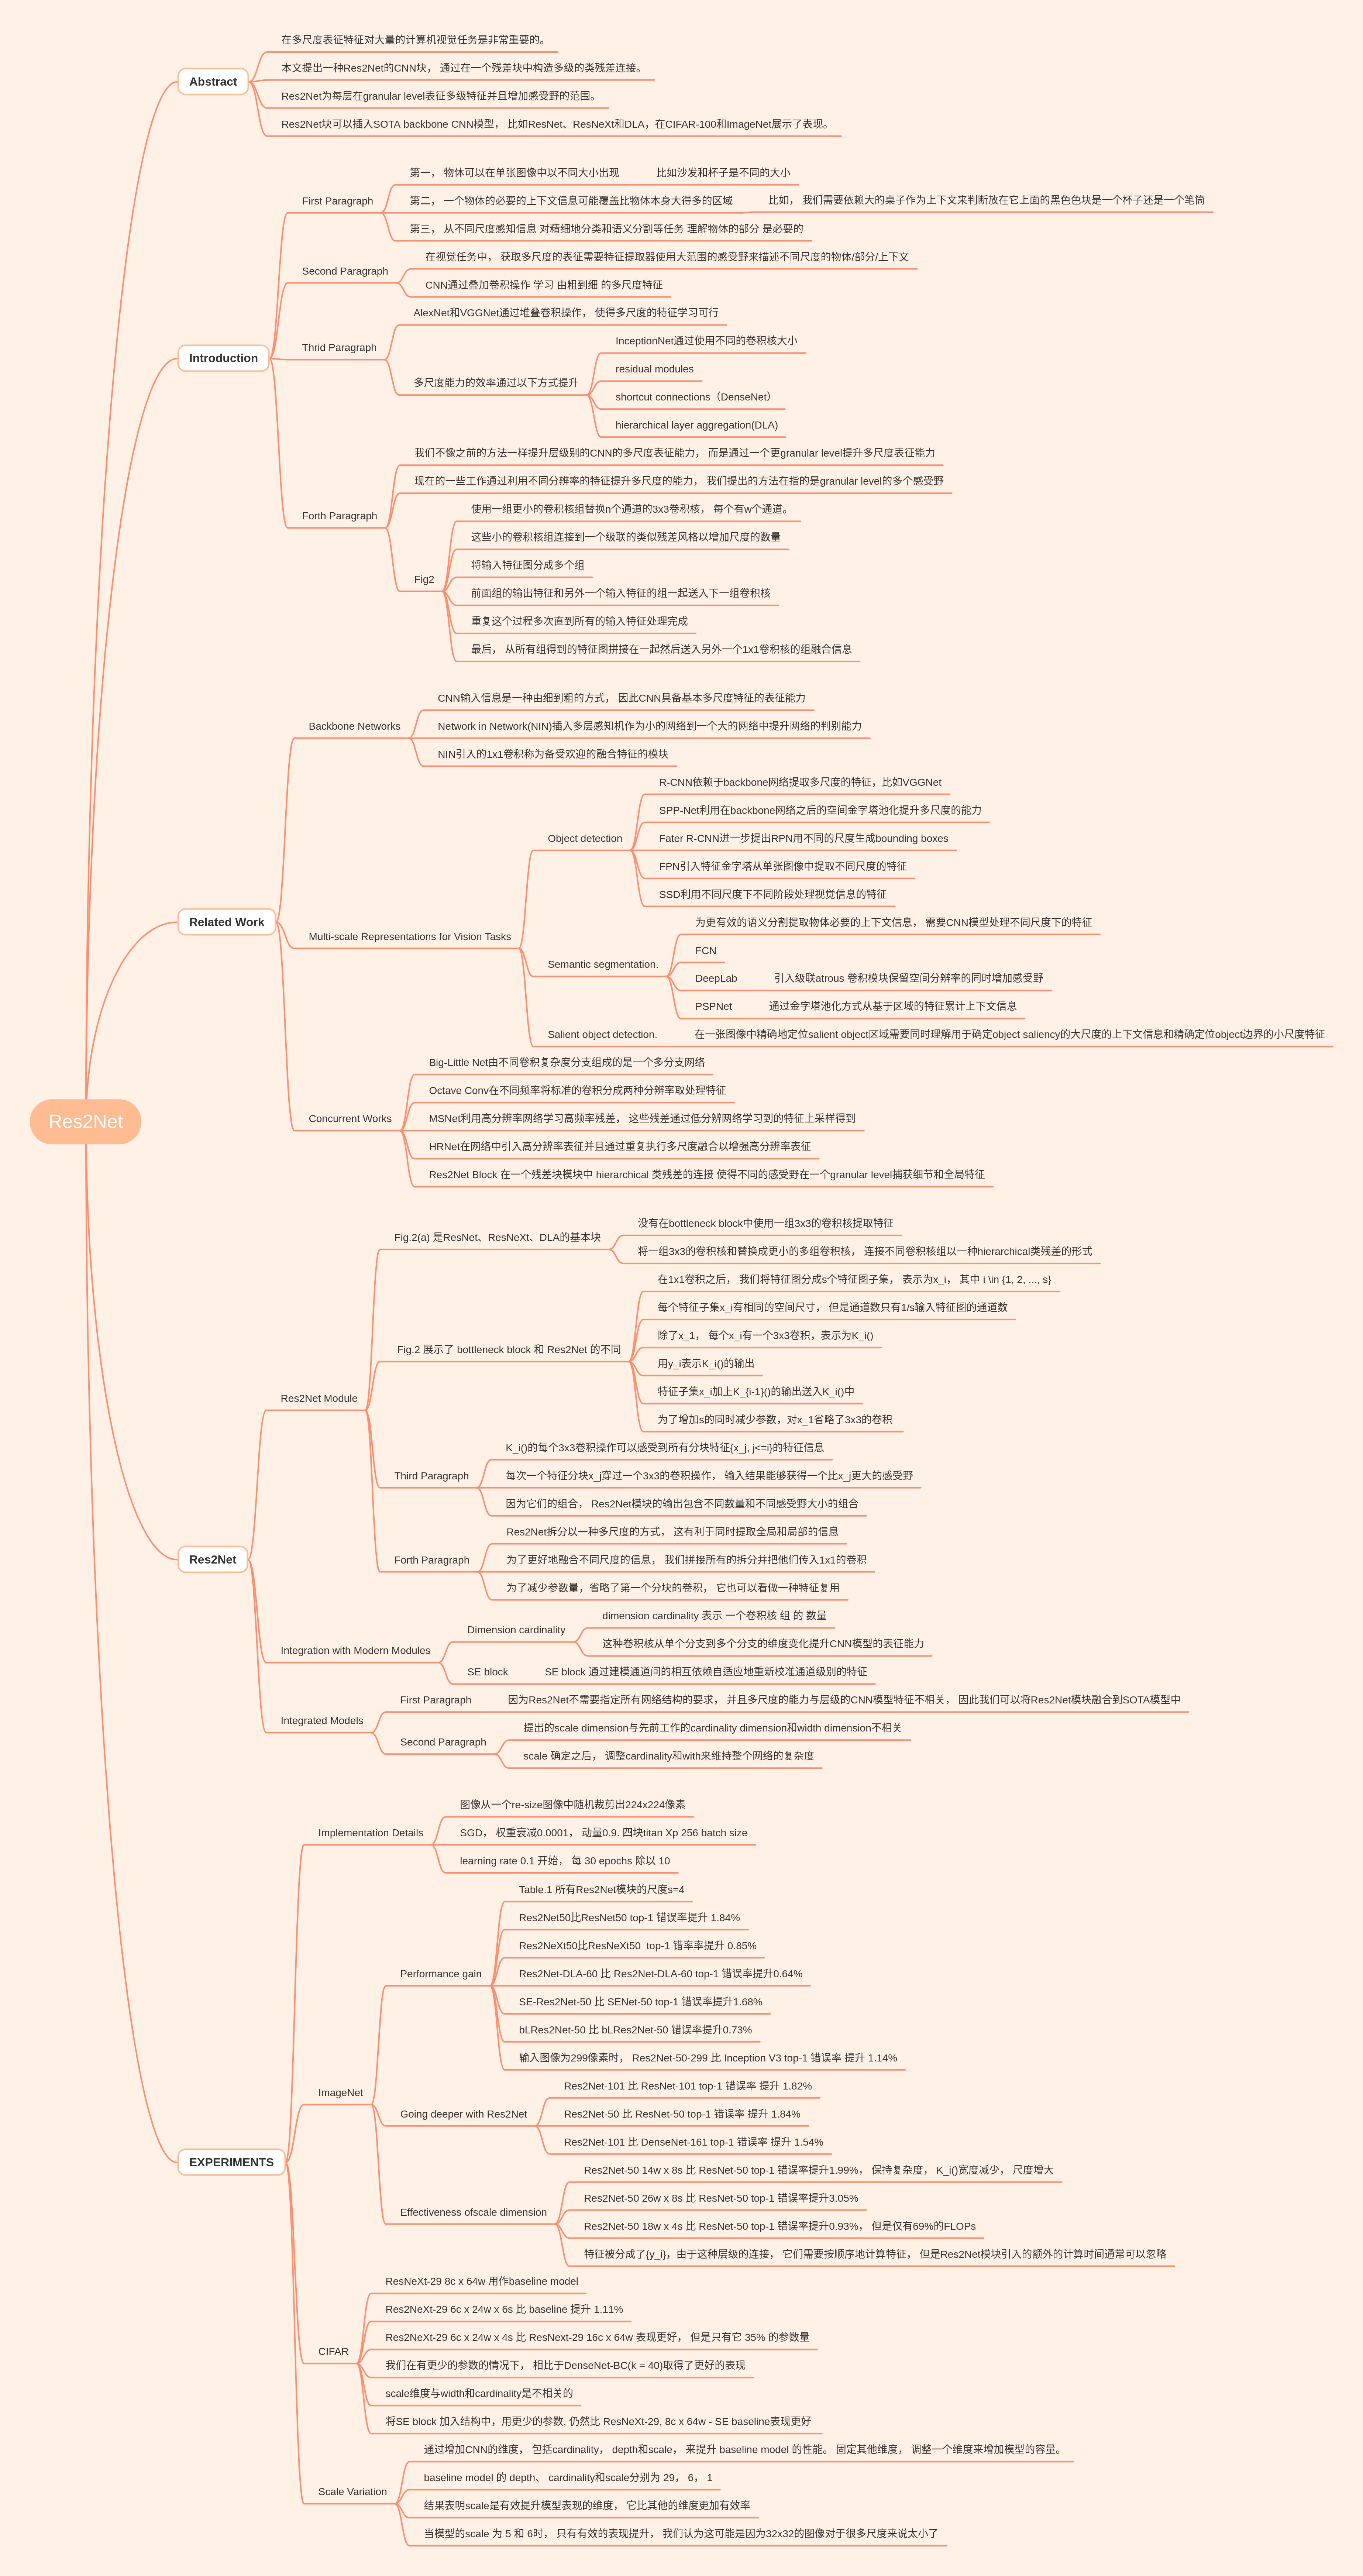 Res2Net
Abstract
在多尺度表征特征对大量的计算机视觉任务是非常重要的。
本文提出一种Res2Net的CNN块， 通过在一个残差块中构造多级的类残差连接。
Res2Net为每层在granular level表征多级特征并且增加感受野的范围。
Res2Net块可以插入SOTA backbone CNN模型， 比如ResNet、ResNeXt和DLA，在CIFAR-100和ImageNet展示了表现。
Introduction
First Paragraph
第一， 物体可以在单张图像中以不同大小出现
比如沙发和杯子是不同的大小
第二， 一个物体的必要的上下文信息可能覆盖比物体本身大得多的区域
比如， 我们需要依赖大的桌子作为上下文来判断放在它上面的黑色色块是一个杯子还是一个笔筒
第三， 从不同尺度感知信息 对精细地分类和语义分割等任务 理解物体的部分 是必要的
Second Paragraph
在视觉任务中， 获取多尺度的表征需要特征提取器使用大范围的感受野来描述不同尺度的物体/部分/上下文
CNN通过叠加卷积操作 学习 由粗到细 的多尺度特征
Thrid Paragraph
AlexNet和VGGNet通过堆叠卷积操作， 使得多尺度的特征学习可行
多尺度能力的效率通过以下方式提升
InceptionNet通过使用不同的卷积核大小
residual modules
shortcut connections（DenseNet）
hierarchical layer aggregation(DLA)
Forth Paragraph
我们不像之前的方法一样提升层级别的CNN的多尺度表征能力， 而是通过一个更granular level提升多尺度表征能力
现在的一些工作通过利用不同分辨率的特征提升多尺度的能力， 我们提出的方法在指的是granular level的多个感受野
Fig2
使用一组更小的卷积核组替换n个通道的3x3卷积核， 每个有w个通道。
这些小的卷积核组连接到一个级联的类似残差风格以增加尺度的数量
将输入特征图分成多个组
前面组的输出特征和另外一个输入特征的组一起送入下一组卷积核
重复这个过程多次直到所有的输入特征处理完成
最后， 从所有组得到的特征图拼接在一起然后送入另外一个1x1卷积核的组融合信息
Related Work
Backbone Networks
CNN输入信息是一种由细到粗的方式， 因此CNN具备基本多尺度特征的表征能力
Network in Network(NIN)插入多层感知机作为小的网络到一个大的网络中提升网络的判别能力
NIN引入的1x1卷积称为备受欢迎的融合特征的模块
Multi-scale Representations for Vision Tasks
Object detection
R-CNN依赖于backbone网络提取多尺度的特征，比如VGGNet
SPP-Net利用在backbone网络之后的空间金字塔池化提升多尺度的能力
Fater R-CNN进一步提出RPN用不同的尺度生成bounding boxes
FPN引入特征金字塔从单张图像中提取不同尺度的特征
SSD利用不同尺度下不同阶段处理视觉信息的特征
Semantic segmentation.
为更有效的语义分割提取物体必要的上下文信息， 需要CNN模型处理不同尺度下的特征
FCN
DeepLab
引入级联atrous 卷积模块保留空间分辨率的同时增加感受野
PSPNet
通过金字塔池化方式从基于区域的特征累计上下文信息
Salient object detection.
在一张图像中精确地定位salient object区域需要同时理解用于确定object saliency的大尺度的上下文信息和精确定位object边界的小尺度特征
Concurrent Works
Big-Little Net由不同卷积复杂度分支组成的是一个多分支网络
Octave Conv在不同频率将标准的卷积分成两种分辨率取处理特征
MSNet利用高分辨率网络学习高频率残差， 这些残差通过低分辨网络学习到的特征上采样得到
HRNet在网络中引入高分辨率表征并且通过重复执行多尺度融合以增强高分辨率表征
Res2Net Block 在一个残差块模块中 hierarchical 类残差的连接 使得不同的感受野在一个granular level捕获细节和全局特征
Res2Net
Res2Net Module
Fig.2(a) 是ResNet、ResNeXt、DLA的基本块
没有在bottleneck block中使用一组3x3的卷积核提取特征
将一组3x3的卷积核和替换成更小的多组卷积核， 连接不同卷积核组以一种hierarchical类残差的形式
Fig.2 展示了 bottleneck block 和 Res2Net 的不同
在1x1卷积之后， 我们将特征图分成s个特征图子集， 表示为x_i， 其中 i \in {1, 2, ..., s}
每个特征子集x_i有相同的空间尺寸， 但是通道数只有1/s输入特征图的通道数
除了x_1， 每个x_i有一个3x3卷积，表示为K_i()
用y_i表示K_i()的输出
特征子集x_i加上K_{i-1}()的输出送入K_i()中
为了增加s的同时减少参数，对x_1省略了3x3的卷积
Third Paragraph
K_i()的每个3x3卷积操作可以感受到所有分块特征{x_j, j<=i}的特征信息
每次一个特征分块x_j穿过一个3x3的卷积操作， 输入结果能够获得一个比x_j更大的感受野
因为它们的组合， Res2Net模块的输出包含不同数量和不同感受野大小的组合
Forth Paragraph
Res2Net拆分以一种多尺度的方式， 这有利于同时提取全局和局部的信息
为了更好地融合不同尺度的信息， 我们拼接所有的拆分并把他们传入1x1的卷积
为了减少参数量，省略了第一个分块的卷积， 它也可以看做一种特征复用
Integration with Modern Modules
Dimension cardinality
dimension cardinality 表示 一个卷积核 组 的 数量
这种卷积核从单个分支到多个分支的维度变化提升CNN模型的表征能力
SE block
SE block 通过建模通道间的相互依赖自适应地重新校准通道级别的特征
Integrated Models
First Paragraph
因为Res2Net不需要指定所有网络结构的要求， 并且多尺度的能力与层级的CNN模型特征不相关， 因此我们可以将Res2Net模块融合到SOTA模型中
Second Paragraph
提出的scale dimension与先前工作的cardinality dimension和width dimension不相关
scale 确定之后， 调整cardinality和with来维持整个网络的复杂度
EXPERIMENTS
Implementation Details
图像从一个re-size图像中随机裁剪出224x224像素
SGD， 权重衰减0.0001， 动量0.9. 四块titan Xp 256 batch size
learning rate 0.1 开始， 每 30 epochs 除以 10
ImageNet
Performance gain
Table.1 所有Res2Net模块的尺度s=4
Res2Net50比ResNet50 top-1 错误率提升 1.84%
Res2NeXt50比ResNeXt50  top-1 错率率提升 0.85%
Res2Net-DLA-60 比 Res2Net-DLA-60 top-1 错误率提升0.64%
SE-Res2Net-50 比 SENet-50 top-1 错误率提升1.68%
bLRes2Net-50 比 bLRes2Net-50 错误率提升0.73%
输入图像为299像素时， Res2Net-50-299 比 Inception V3 top-1 错误率 提升 1.14%
Going deeper with Res2Net
Res2Net-101 比 ResNet-101 top-1 错误率 提升 1.82%
Res2Net-50 比 ResNet-50 top-1 错误率 提升 1.84%
Res2Net-101 比 DenseNet-161 top-1 错误率 提升 1.54%
Effectiveness ofscale dimension
Res2Net-50 14w x 8s 比 ResNet-50 top-1 错误率提升1.99%， 保持复杂度， K_i()宽度减少， 尺度增大
Res2Net-50 26w x 8s 比 ResNet-50 top-1 错误率提升3.05%
Res2Net-50 18w x 4s 比 ResNet-50 top-1 错误率提升0.93%， 但是仅有69%的FLOPs
特征被分成了{y_i}，由于这种层级的连接， 它们需要按顺序地计算特征， 但是Res2Net模块引入的额外的计算时间通常可以忽略
CIFAR
ResNeXt-29 8c x 64w 用作baseline model
Res2NeXt-29 6c x 24w x 6s 比 baseline 提升 1.11%
Res2NeXt-29 6c x 24w x 4s 比 ResNext-29 16c x 64w 表现更好， 但是只有它 35% 的参数量
我们在有更少的参数的情况下， 相比于DenseNet-BC(k = 40)取得了更好的表现
scale维度与width和cardinality是不相关的
将SE block 加入结构中，用更少的参数, 仍然比 ResNeXt-29, 8c x 64w - SE baseline表现更好
Scale Variation
通过增加CNN的维度， 包括cardinality， depth和scale， 来提升 baseline model 的性能。 固定其他维度， 调整一个维度来增加模型的容量。
baseline model 的 depth、 cardinality和scale分别为 29， 6， 1
结果表明scale是有效提升模型表现的维度， 它比其他的维度更加有效率
当模型的scale 为 5 和 6时， 只有有效的表现提升， 我们认为这可能是因为32x32的图像对于很多尺度来说太小了